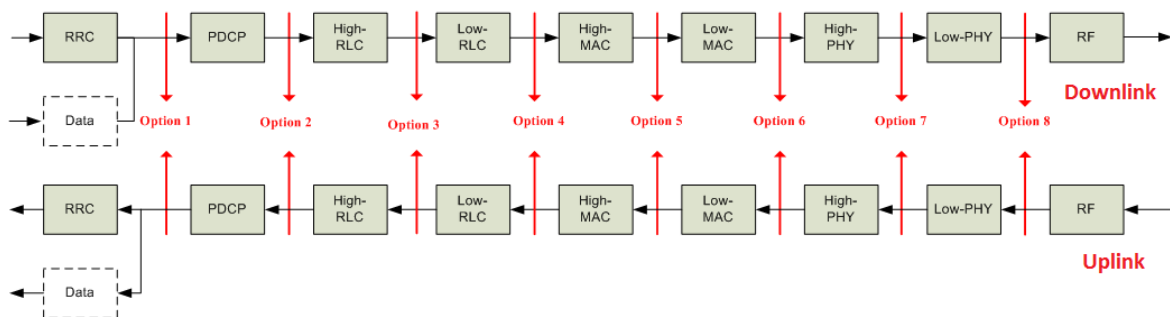 RRC
PDCP
High-
RLC
Low-
RLC
High-
MAC
Low-
MAC
High-
PHY
Low-PHY
RF
Downlink
Data
Option 1
Option 2
Option 3
Option 4
Option 5
Option 6
Option 7
Option 8
RRC
PDCP
High-
RLC
Low-
RLC
High-
MAC
Low-
MAC
High-
PHY
Low-PHY
RF
Uplink
Data